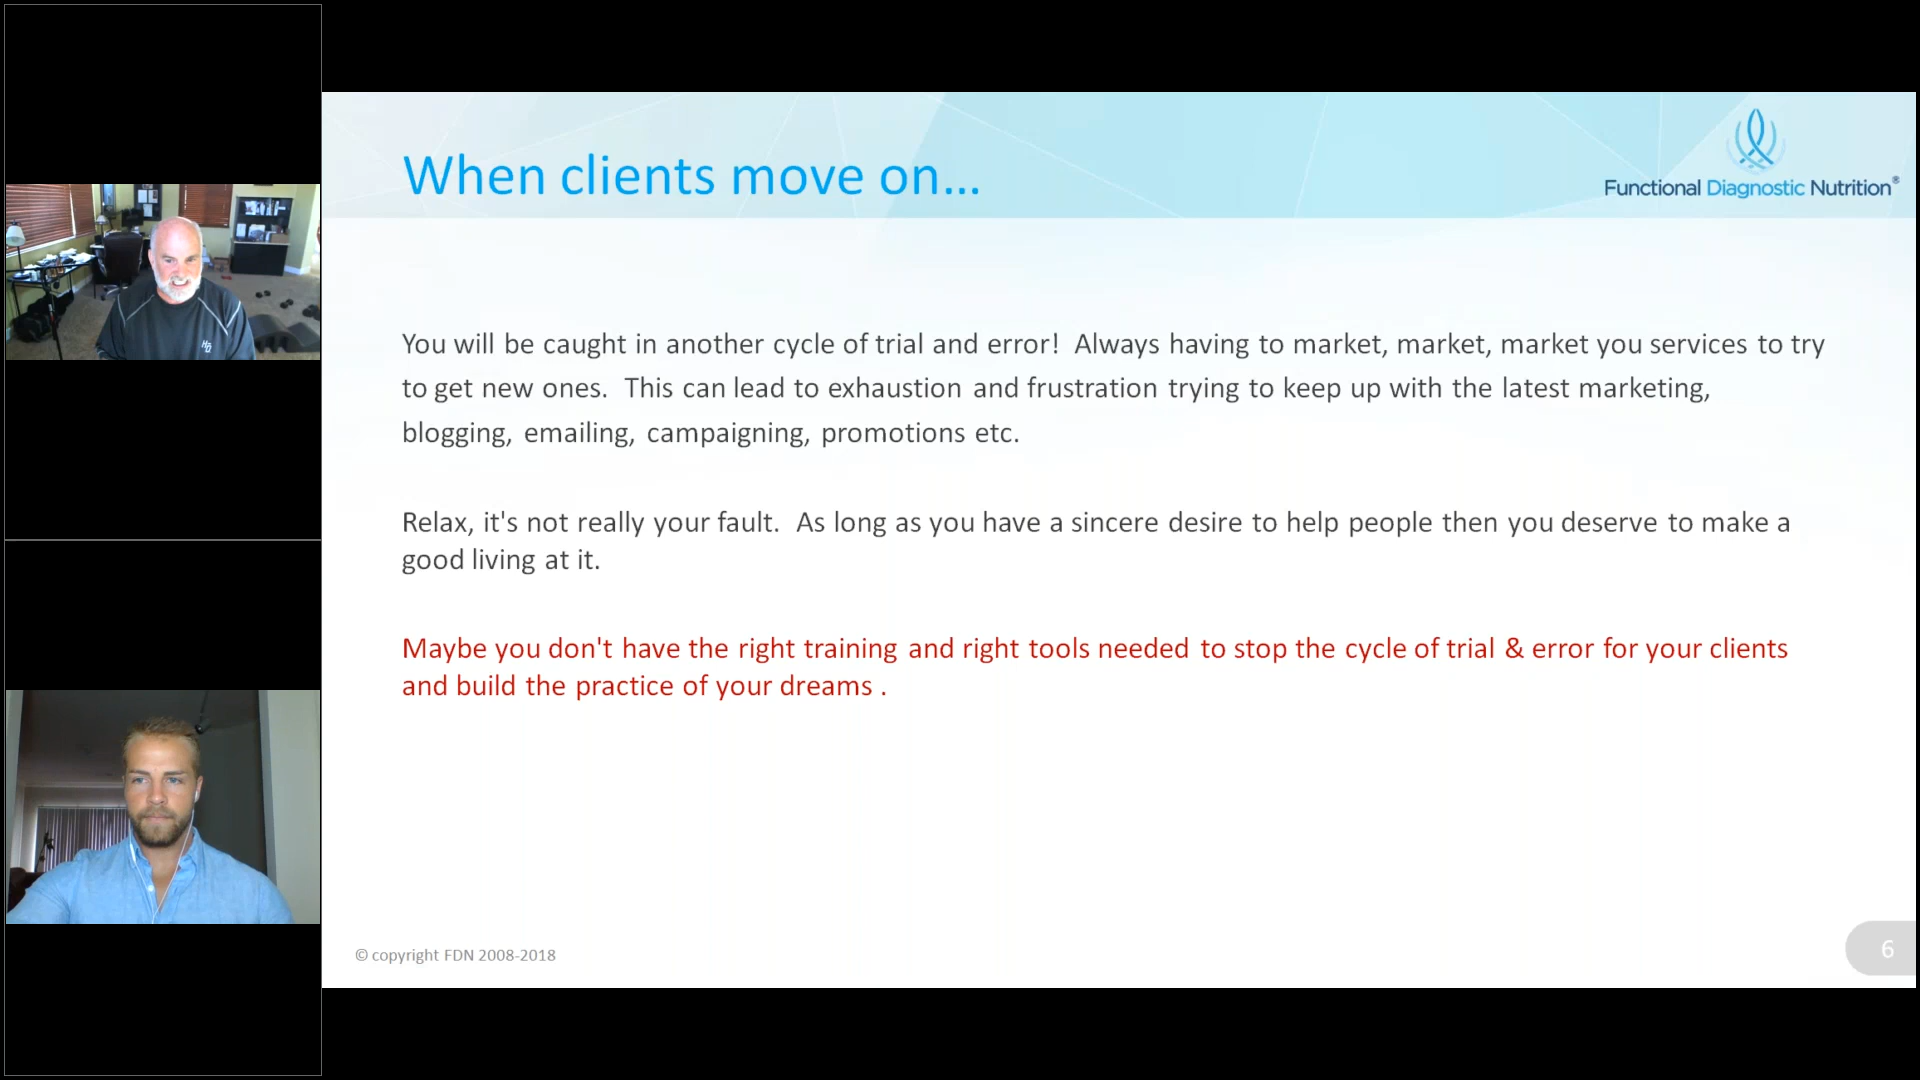 When clients move on...
Functional Diagnostic Nutrition®
You will be caught in another cycle of trial and error!  Always having to market, market, market you services to try
to get new ones.  This can lead to exhaustion and frustration trying to keep up with the latest marketing,
blogging, emailing, campaigning, promotions etc.
Relax, it's not really your fault.  As long as you have a sincere desire to help people then you deserve to make a
good living at it.
Maybe you don't have the right training and right tools needed to stop the cycle of trial & error for your clients
and build the practice of your dreams .
© copyright FDN 2008-2018
6